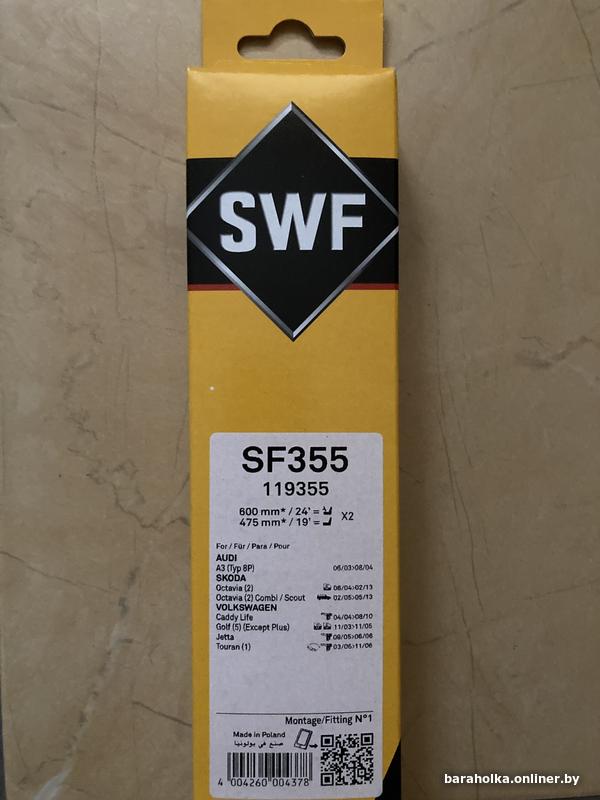 SWF
SF355
119355
600 mm* / 24' =
475 mm* / 19' =
X2
For / Für / Para / Pour
AUDI
A3 (Typ 8P) 06/03>08/04
SKODA
Octavia (2) 06/04>02/13
Octavia (2) Combi / Scout 02/05>05/13
VOLKSWAGEN
Caddy Life 04/04>08/10
Golf (5) (Except Plus) 11/03>11/05
Jetta 09/05>06/06
Touran (1) 03/06>11/06
Montage/Fitting N°1
Made in Poland
صنع في بولونيا
4 004260 004378
baraholka.onliner.by